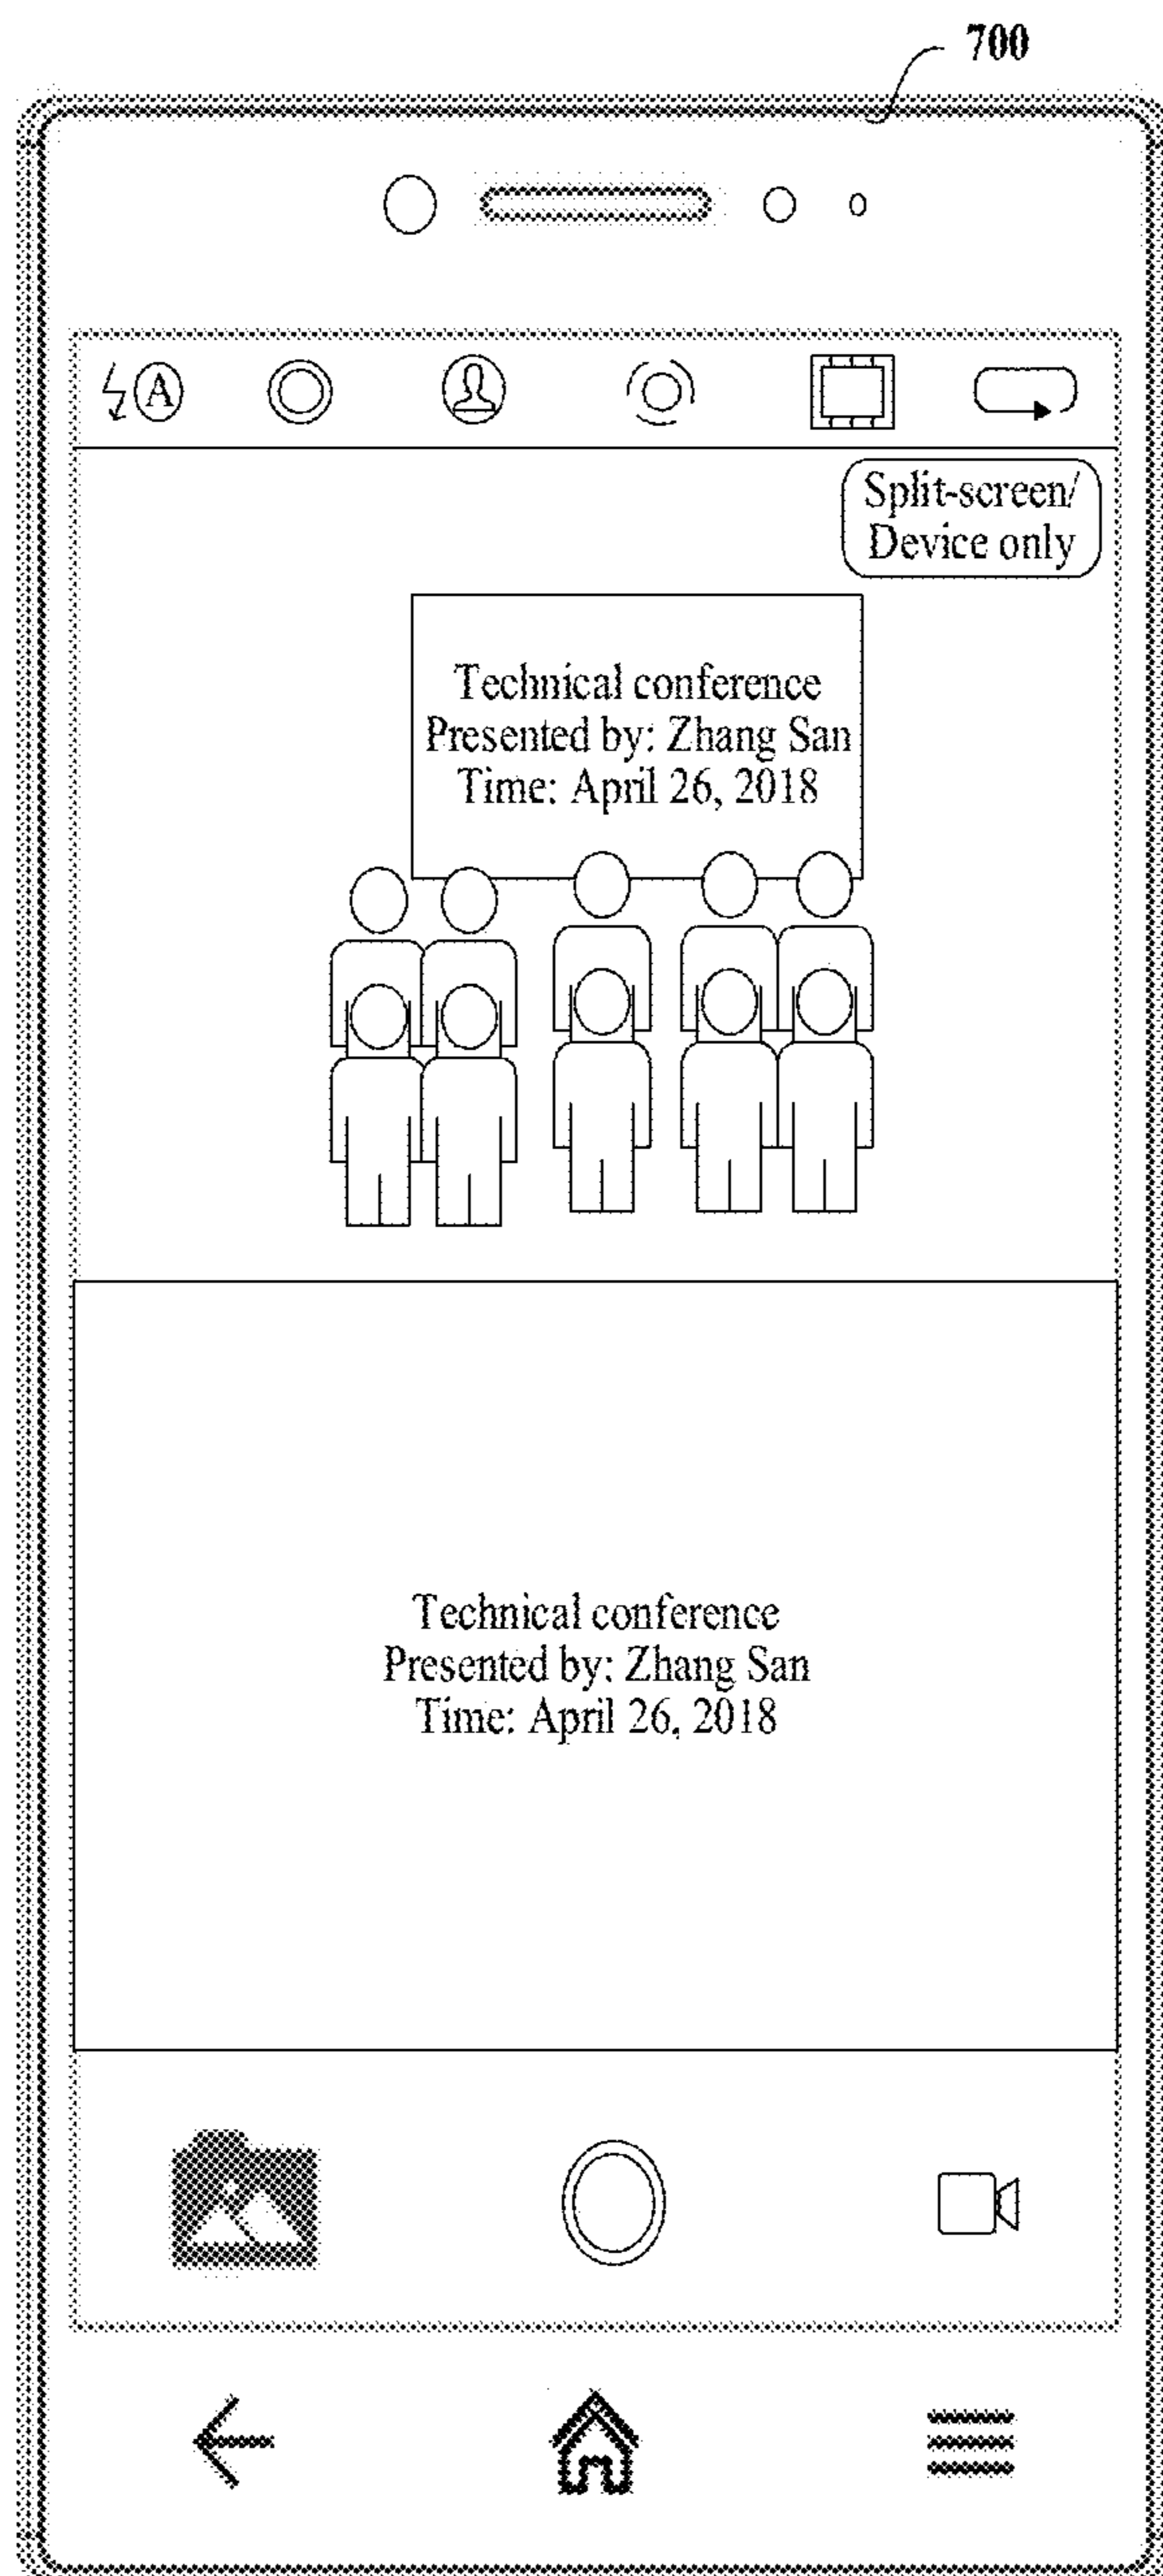 700
A
Split-screen/
Device only
Technical conference
Presented by: Zhang San
Time: April 26, 2018
Technical conference
Presented by: Zhang San
Time: April 26, 2018